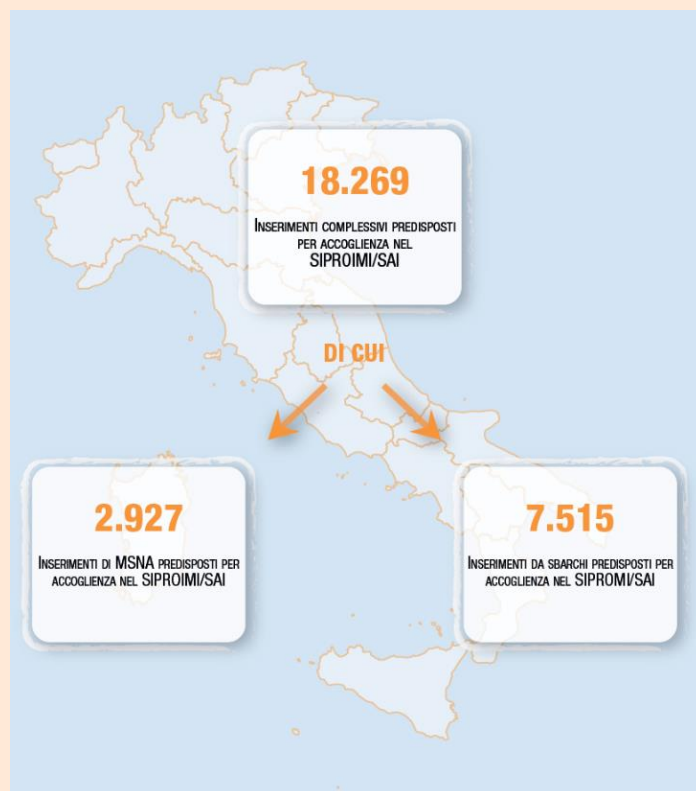 18.269
INSERIMENTI COMPLESSIVI PREDISPOSTI
PER ACCOGLIENZA NEL
SIPROIMI/SAI
DI CUI
2.927
INSERIMENTI DI MSNA PREDISPOSTI PER
ACCOGLIENZA NEL SIPROIMI/SAI
7.515
INSERIMENTI DA SBARCHI PREDISPOSTI PER
ACCOGLIENZA NEL SIPROMI/SAI